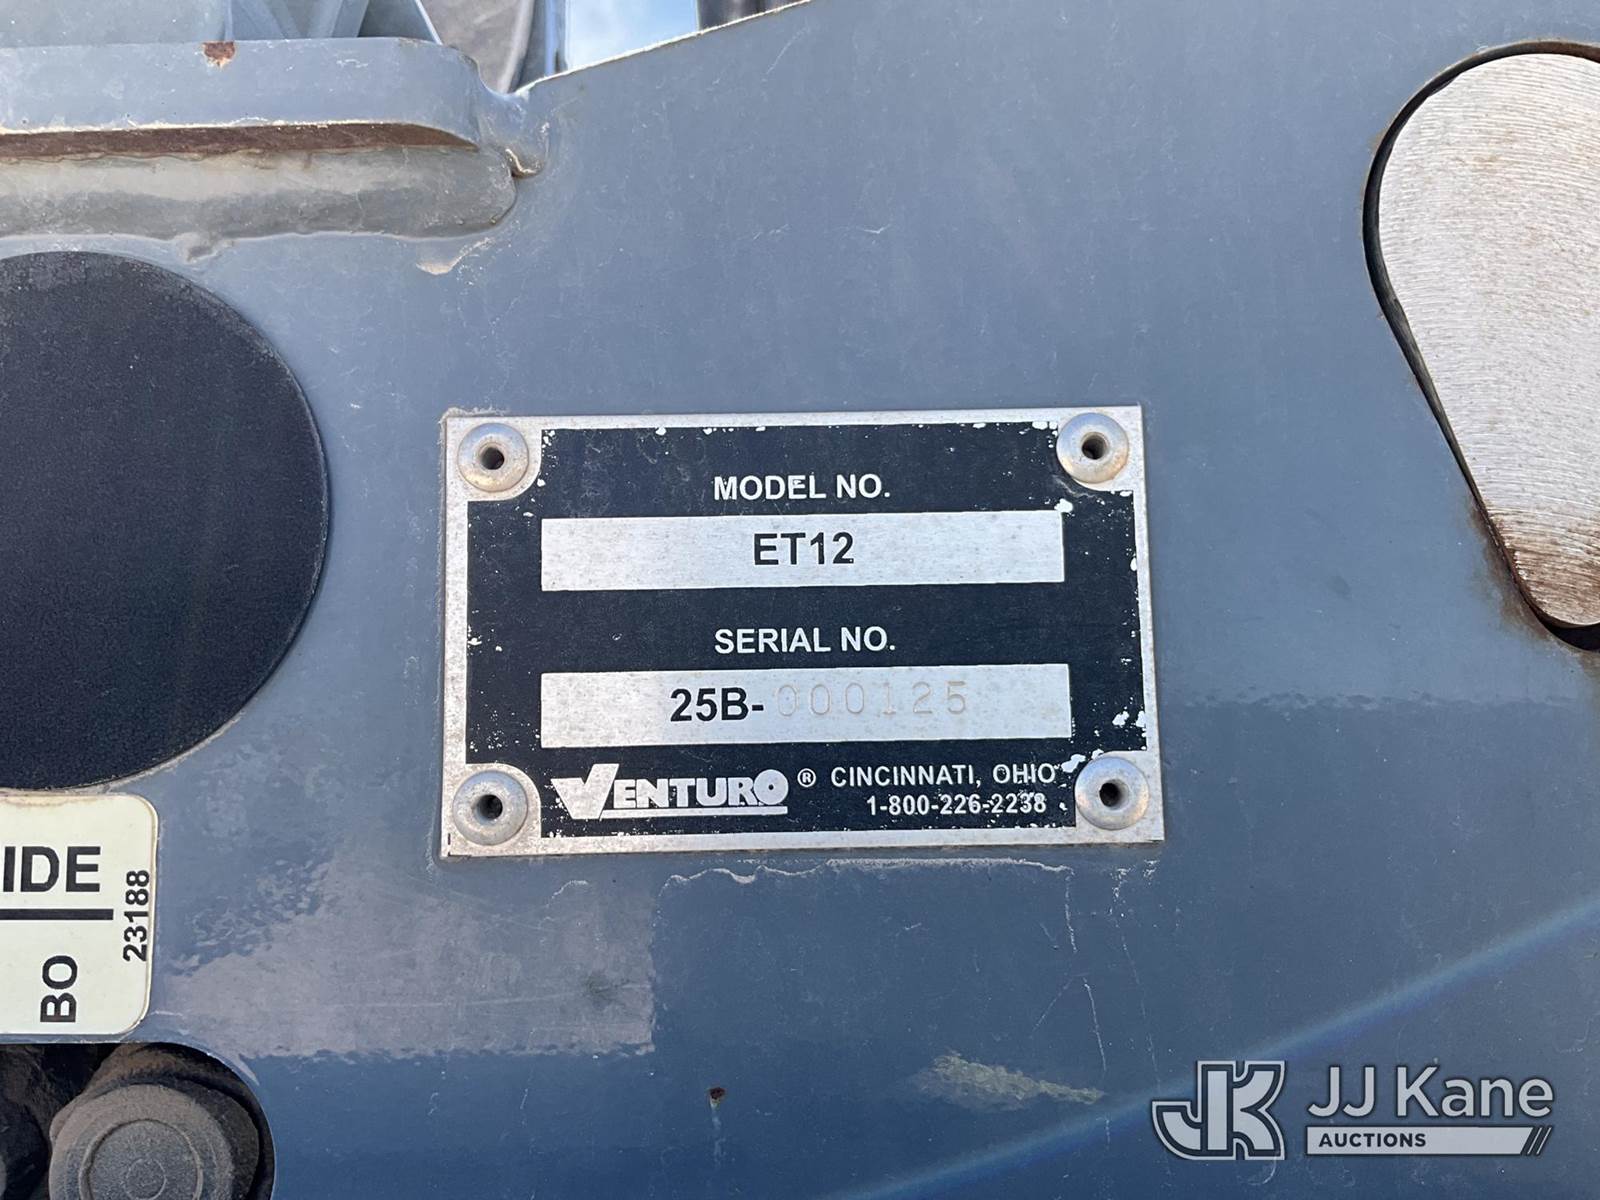 MODEL NO.
ET12
SERIAL NO.
25B-000125
VENTURO® CINCINNATI, OHIO
1-800-226-2238
IDE
BO
23188
JK JJ Kane
AUCTIONS